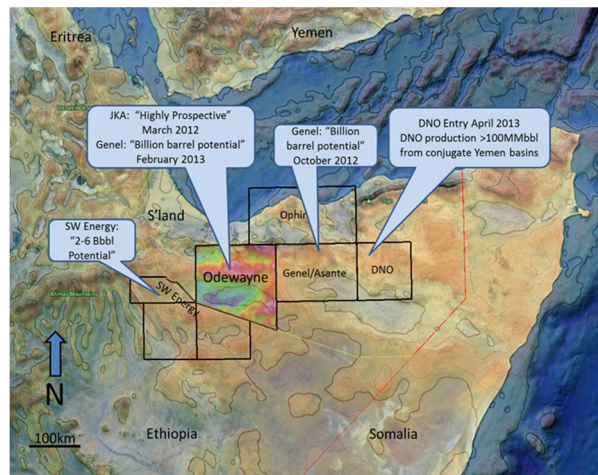 Eritrea
Yemen
JKA: “Highly Prospective”
March 2012
Genel: “Billion barrel potential”
February 2013
Genel: “Billion
barrel potential”
October 2012
DNO Entry April 2013
DNO production >100MMbbl
from conjugate Yemen basins
S'land
Ophir
SW Energy:
“2-6 Bbbl
Potential”
Odewayne
Genel/Asante
DNO
SW Energy
Ahmar Mountains
N
100km
Ethiopia
Somalia